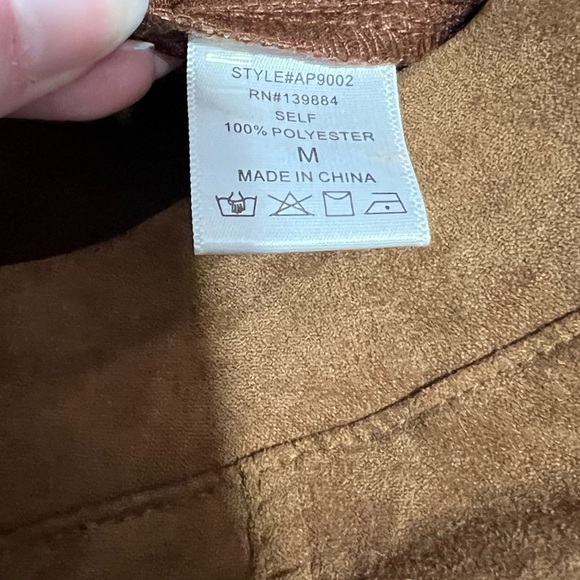 STYLE#AP9002
RN#139884
SELF
100% POLYESTER
M
MADE IN CHINA